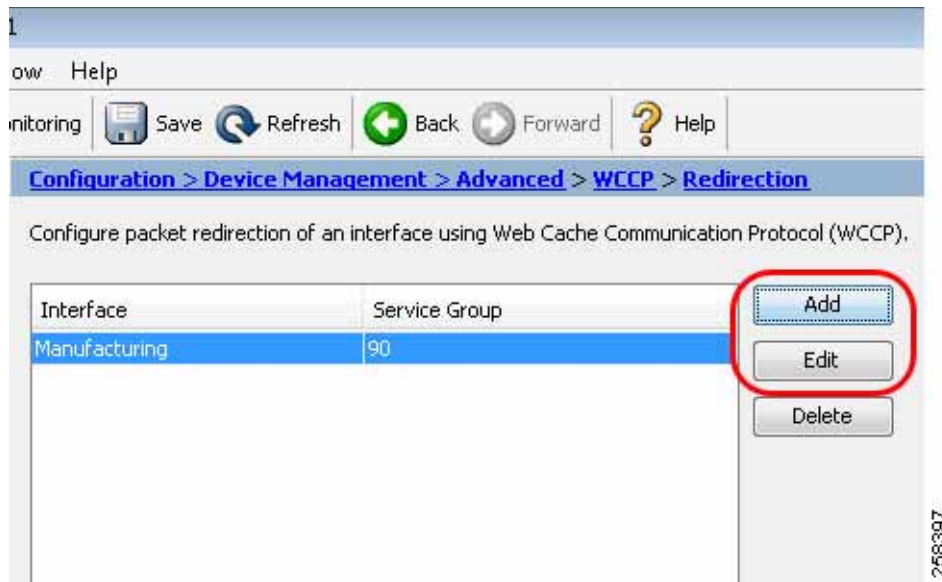 1
ow Help
onitoring Save Refresh Back Forward Help
Configuration > Device Management > Advanced > WCCP > Redirection
Configure packet redirection of an interface using Web Cache Communication Protocol (WCCP).
Interface Service Group Add
Manufacturing 90 Edit
Delete
258397